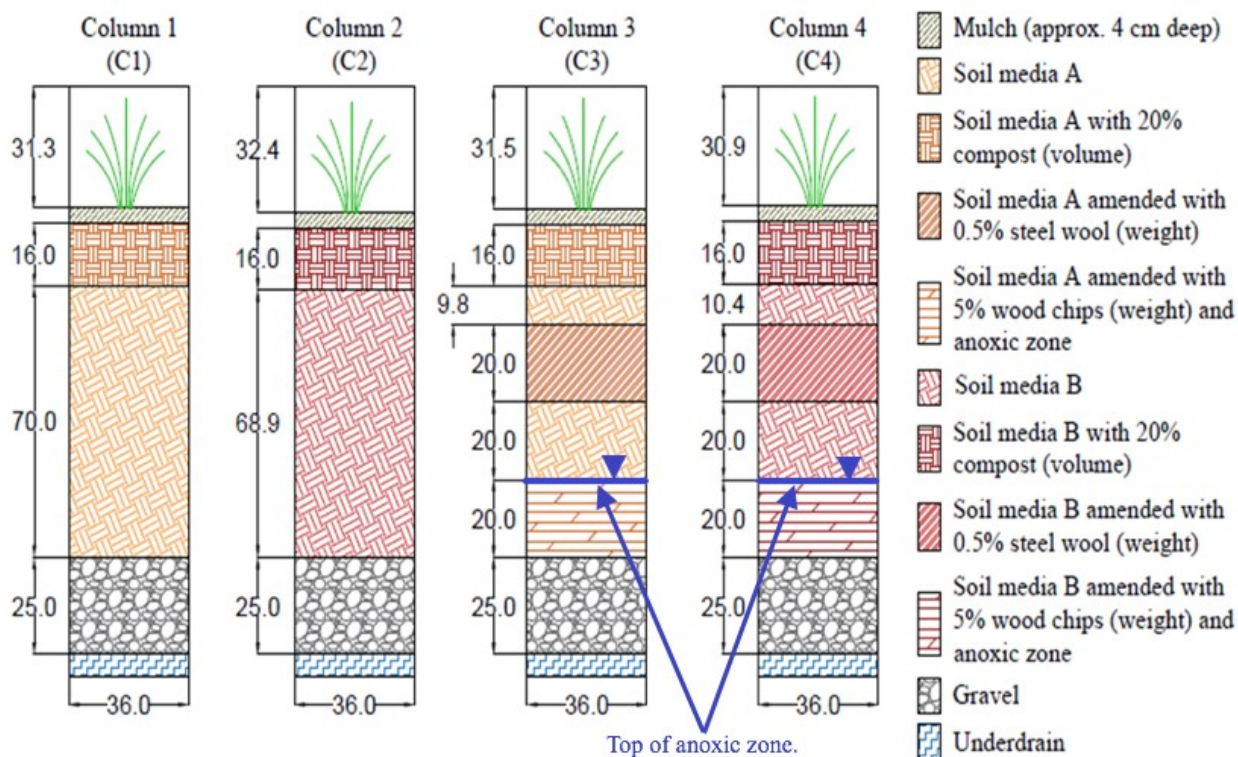 Column 1
(C1)
Column 2
(C2)
Column 3
(C3)
Column 4
(C4)
31.3
16.0
70.0
25.0
36.0
32.4
16.0
68.9
25.0
36.0
31.5
16.0
9.8
20.0
20.0
20.0
25.0
36.0
30.9
16.0
10.4
20.0
20.0
20.0
25.0
36.0
Top of anoxic zone.
Mulch (approx. 4 cm deep)
Soil media A
Soil media A with 20%
compost (volume)
Soil media A amended with
0.5% steel wool (weight)
Soil media A amended with
5% wood chips (weight) and
anoxic zone
Soil media B
Soil media B with 20%
compost (volume)
Soil media B amended with
0.5% steel wool (weight)
Soil media B amended with
5% wood chips (weight) and
anoxic zone
Gravel
Underdrain